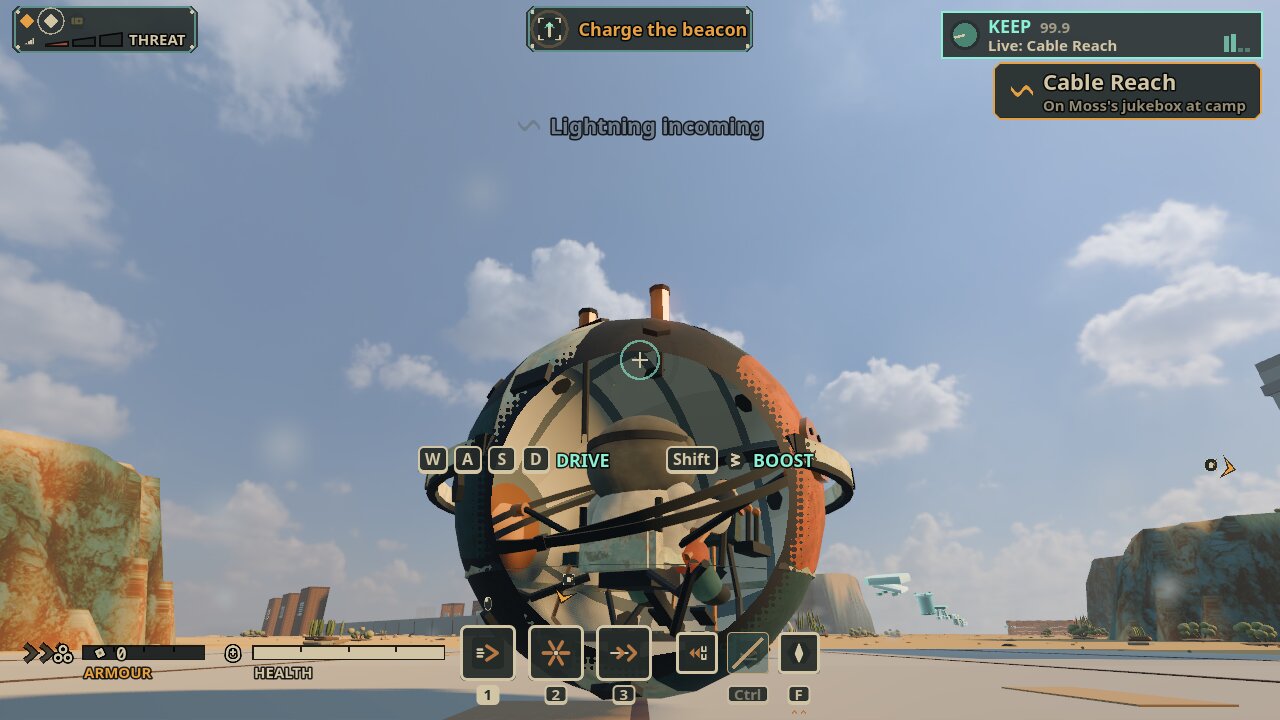 THREAT
Charge the beacon
KEEP 99.9
Live: Cable Reach
Cable Reach
On Moss's jukebox at camp
Lightning incoming
W A S D DRIVE
Shift BOOST
0
ARMOUR
HEALTH
1 2 3 Ctrl F